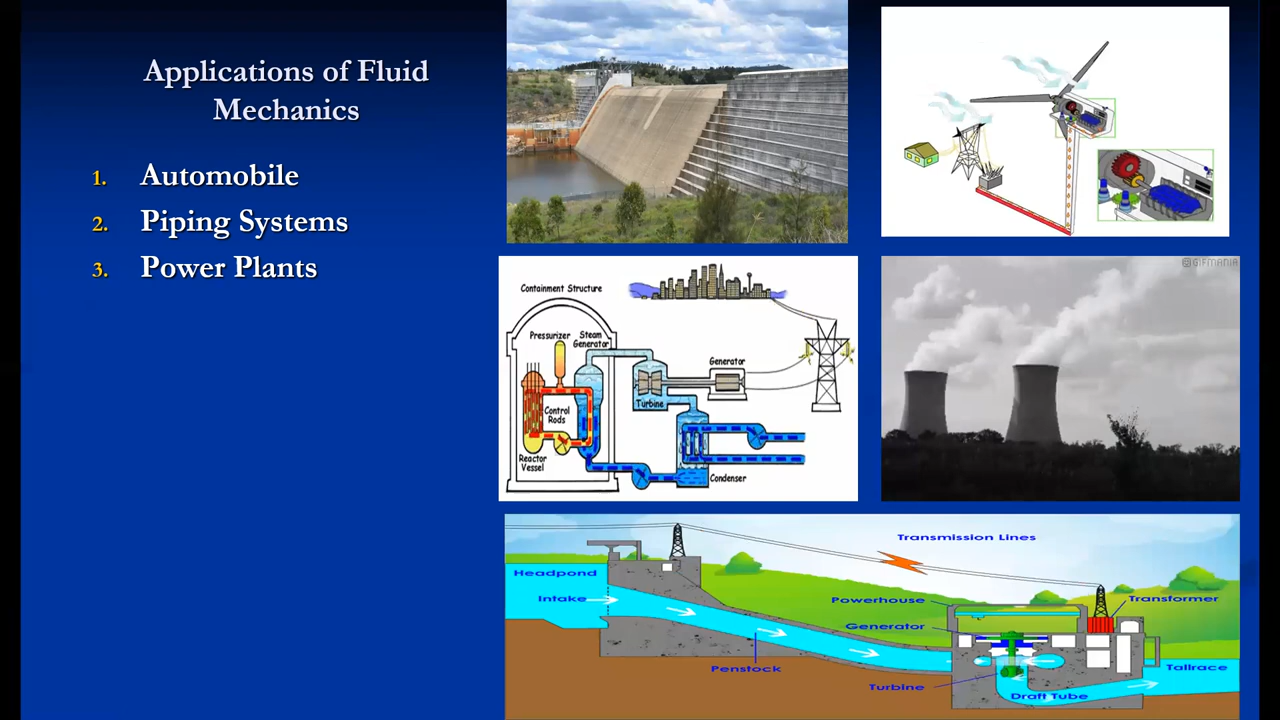 Applications of Fluid
Mechanics
1. Automobile
2. Piping Systems
3. Power Plants
Containment Structure
Pressurizer
Steam
Generator
Control
Rods
Reactor
Vessel
Turbine
Generator
Condenser
GIFMANIA
Transmission Lines
Headpond
Intake
Powerhouse
Transformer
Generator
Penstock
Tailrace
Turbine
Draft Tube